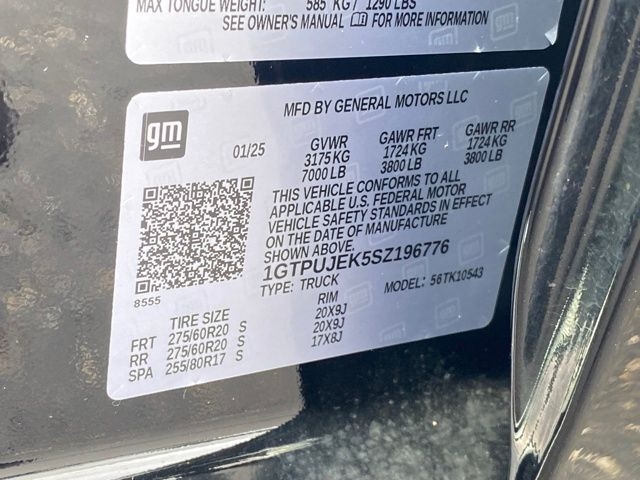 MAX TONGUE WEIGHT: 585 KG / 1290 LBS
SEE OWNER'S MANUAL FOR MORE INFORMATION
gm
MFD BY GENERAL MOTORS LLC
01/25 GVWR GAWR FRT GAWR RR
3175 KG 1724 KG 1724 KG
7000 LB 3800 LB 3800 LB
THIS VEHICLE CONFORMS TO ALL
APPLICABLE U.S. FEDERAL MOTOR
VEHICLE SAFETY STANDARDS IN EFFECT
ON THE DATE OF MANUFACTURE
SHOWN ABOVE.
1GTPUJEK5SZ196776
TYPE: TRUCK MODEL: 56TK10543
8555
TIRE SIZE RIM
FRT 275/60R20 S 20X9J
RR 275/60R20 S 20X9J
SPA 255/80R17 S 17X8J